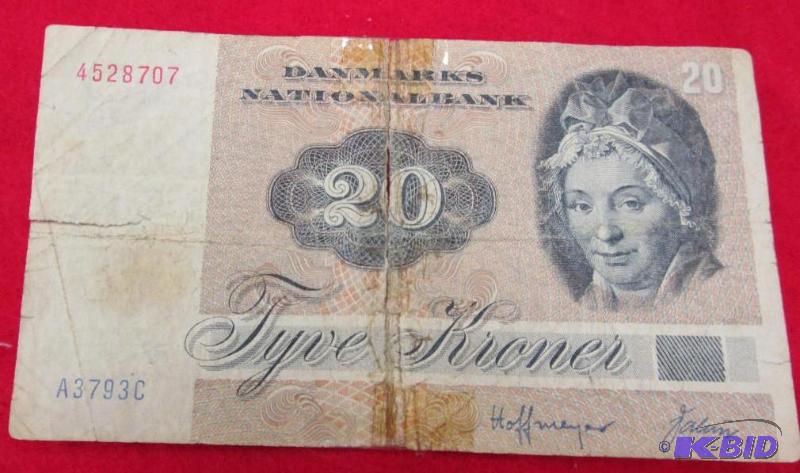 4528707
DANMARKS
NATIONALBANK
20
20
Tyve Kroner
A3793C
Hoffmeyer
K-BID